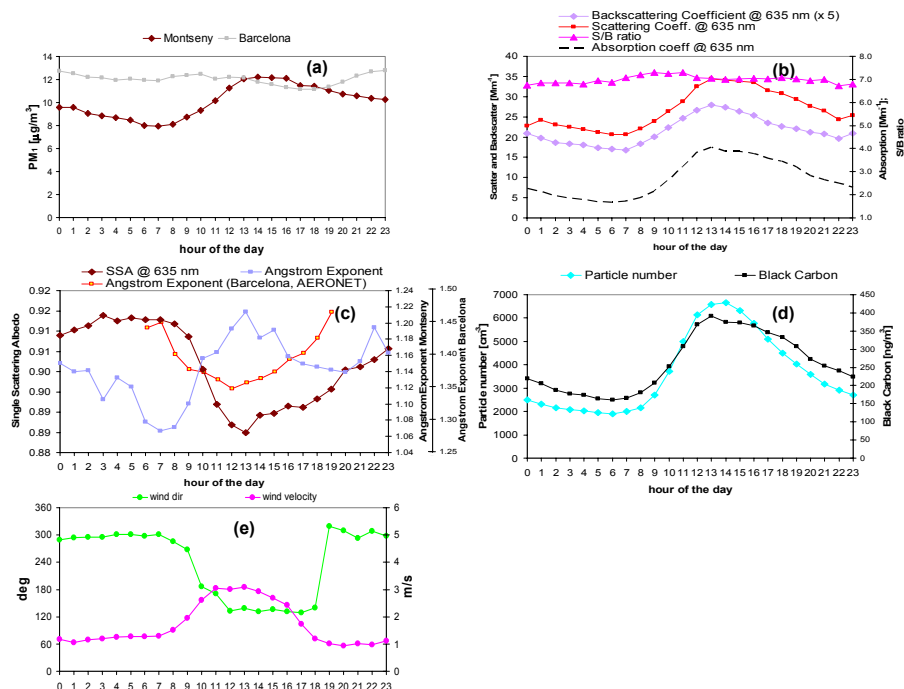 Montseny Barcelona
(a)
14
12
10
8
6
4
2
0
PM1 [µg/m³]
0 1 2 3 4 5 6 7 8 9 10 11 12 13 14 15 16 17 18 19 20 21 22 23
hour of the day
Backscattering Coefficient @ 635 nm (x 5)
Scattering Coeff. @ 635 nm
S/B ratio
Absorption coeff @ 635 nm
(b)
40
35
30
25
20
15
10
5
0
Scatter and Backscatter [Mm⁻¹]
8.0
7.0
6.0
5.0
4.0
3.0
2.0
1.0
Absorption [Mm⁻¹];
S/B ratio
0 1 2 3 4 5 6 7 8 9 10 11 12 13 14 15 16 17 18 19 20 21 22 23
hour of the day
SSA @ 635 nm Angstrom Exponent
Angstrom Exponent (Barcelona, AERONET)
(c)
0.92
0.91
0.91
0.90
0.90
0.89
0.89
0.88
Single Scattering Albedo
1.24
1.22
1.20
1.18
1.16
1.14
1.12
1.10
1.08
1.06
1.04
Angstrom Exponent Montseny
1.50
1.45
1.40
1.35
1.30
1.25
Angstrom Exponent Barcelona
0 1 2 3 4 5 6 7 8 9 10 11 12 13 14 15 16 17 18 19 20 21 22 23
hour of the day
Particle number Black Carbon
(d)
7000
6000
5000
4000
3000
2000
1000
0
Particle number [cm⁻³]
450
400
350
300
250
200
150
100
50
0
Black Carbon [ng/m³]
0 1 2 3 4 5 6 7 8 9 10 11 12 13 14 15 16 17 18 19 20 21 22 23
hour of the day
wind dir wind velocity
(e)
360
300
240
180
120
60
0
deg
6
5
4
3
2
1
0
m/s
0 1 2 3 4 5 6 7 8 9 10 11 12 13 14 15 16 17 18 19 20 21 22 23